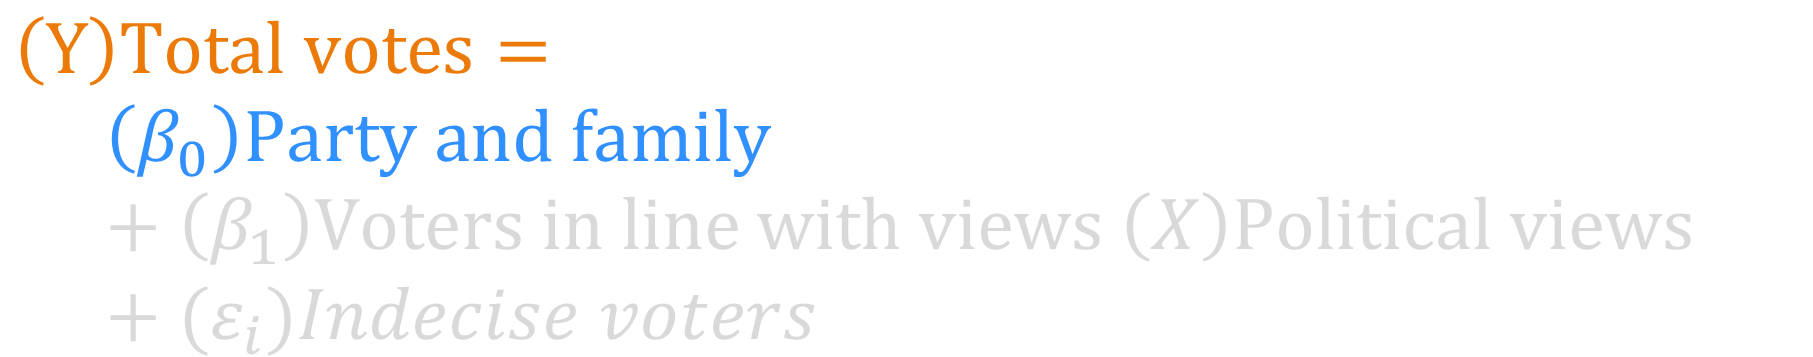 (Y)Total votes =
(β₀)Party and family
+ (β₁)Voters in line with views (X)Political views
+ (εᵢ)Indecise voters